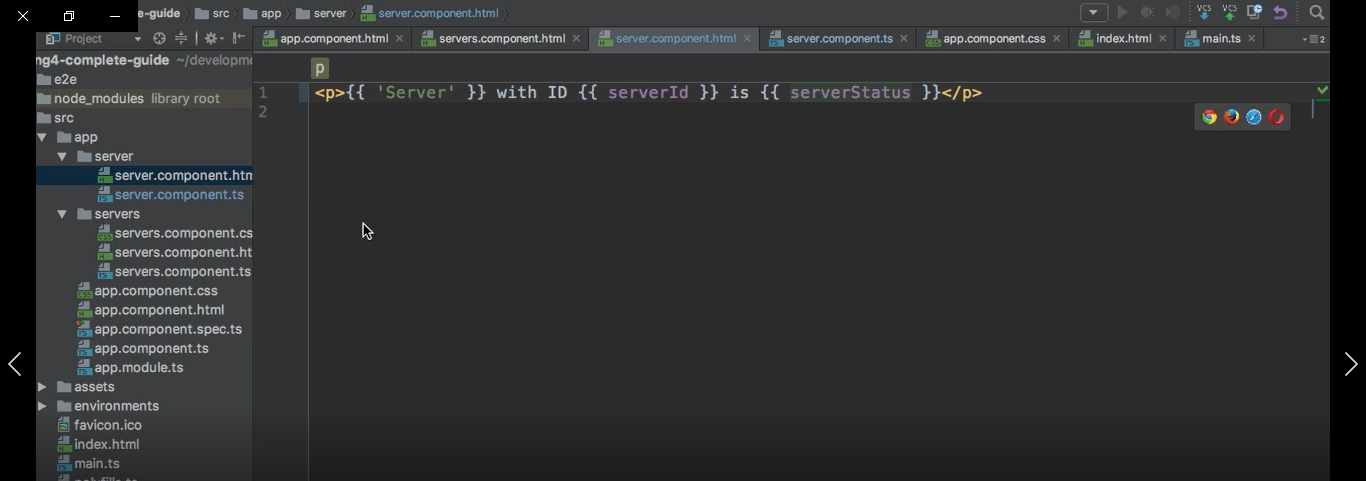 e-guide src app server server.component.html
Project
app.component.html servers.component.html server.component.html server.component.ts app.component.css index.html main.ts 2
VCS VCS
ng4-complete-guide ~/developme
e2e
node_modules library root
src
app
server
server.component.htm
server.component.ts
servers
servers.component.cs
servers.component.ht
servers.component.ts
app.component.css
app.component.html
app.component.spec.ts
app.component.ts
app.module.ts
assets
environments
favicon.ico
index.html
main.ts
p
1 <p>{{ 'Server' }} with ID {{ serverId }} is {{ serverStatus }}</p>
2